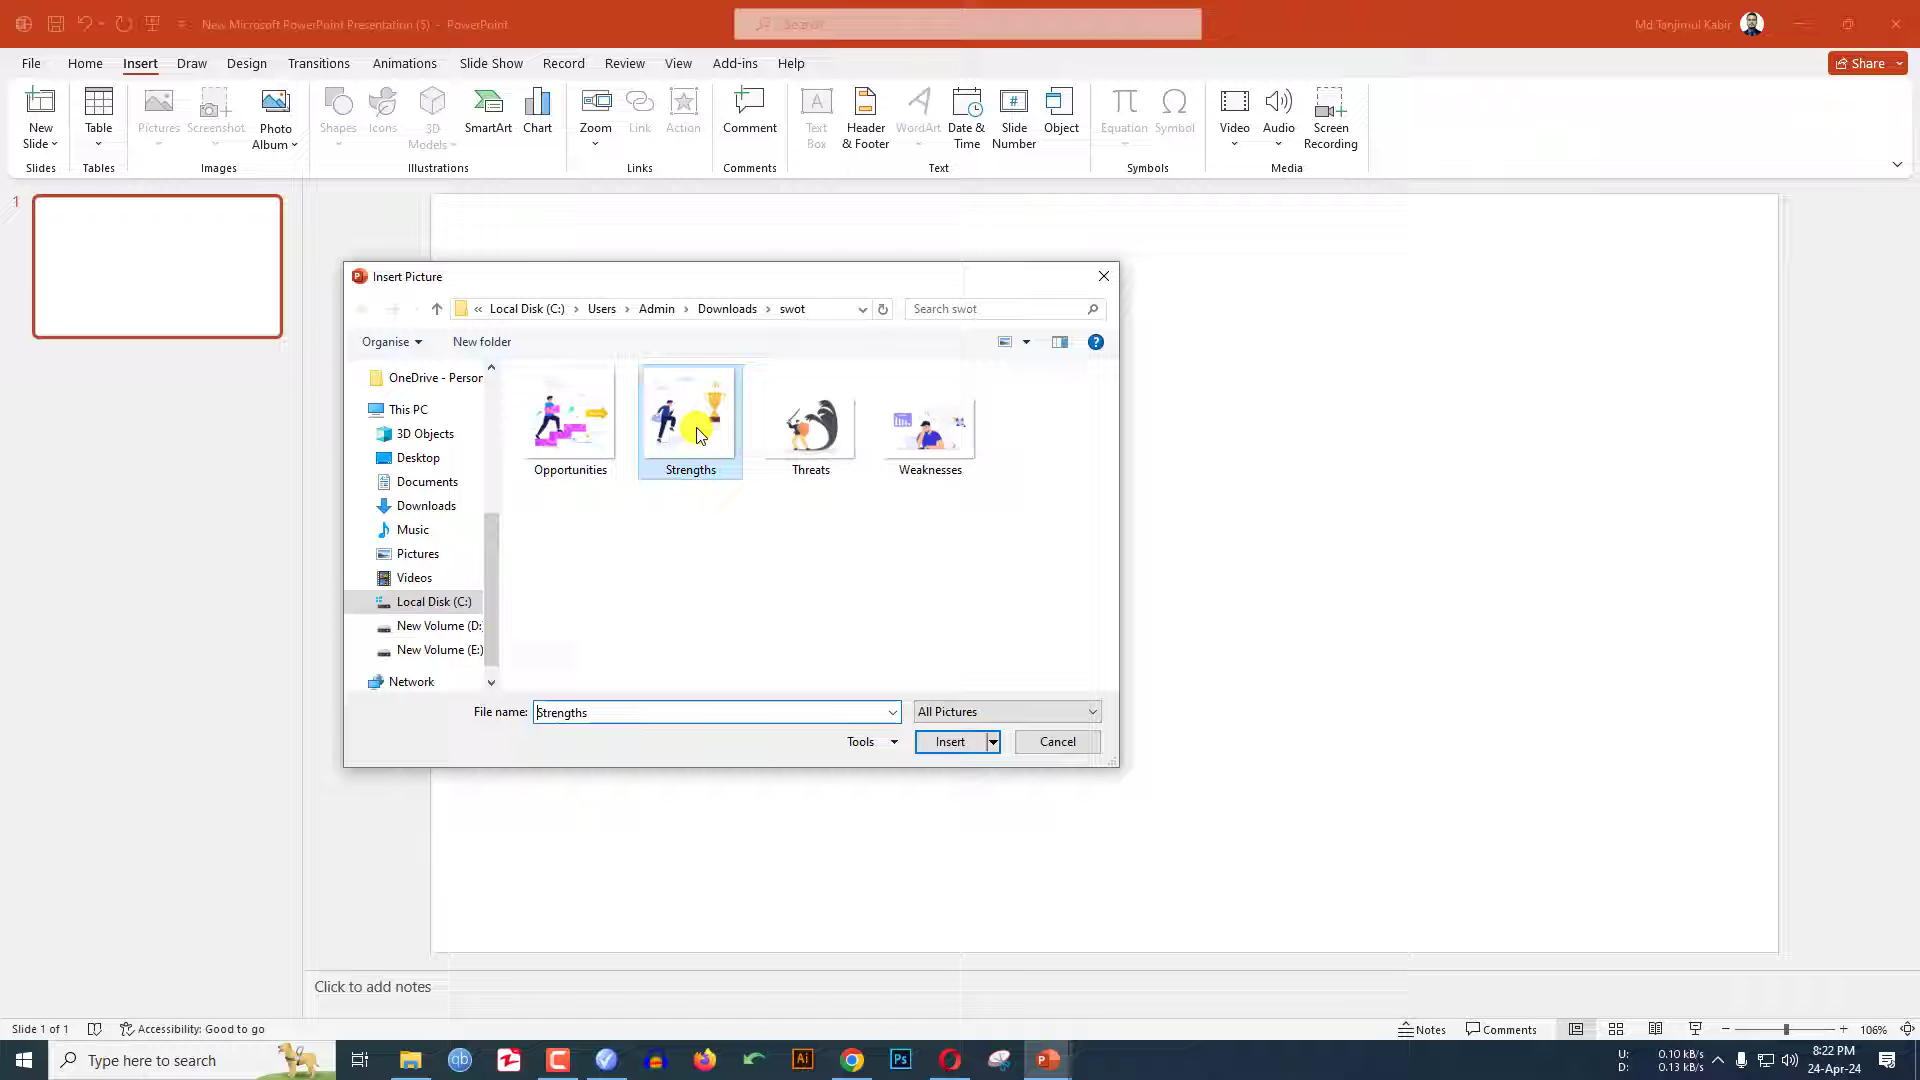 New Microsoft PowerPoint Presentation (5) - PowerPoint
Search
Md.Tanjimul Kabir
File Home Insert Draw Design Transitions Animations Slide Show Record Review View Add-ins Help
Share
New Slide
Table
Pictures
Screenshot
Photo Album
Shapes
Icons
3D Models
SmartArt
Chart
Zoom
Link
Action
Comment
Text Box
Header & Footer
WordArt
Date & Time
Slide Number
Object
Equation
Symbol
Video
Audio
Screen Recording
Slides Tables Images Illustrations Links Comments Text Symbols Media
1
Insert Picture
« Local Disk (C:) › Users › Admin › Downloads › swot
Search swot
Organise
New folder
OneDrive - Person
This PC
3D Objects
Desktop
Documents
Downloads
Music
Pictures
Videos
Local Disk (C:)
New Volume (D:
New Volume (E:)
Network
Opportunities
Strengths
Threats
Weaknesses
File name: Strengths
All Pictures
Tools
Insert
Cancel
Click to add notes
Slide 1 of 1
Accessibility: Good to go
Notes
Comments
106%
Type here to search
qb
Ai
Ps
U: 0.10 kB/s
D: 0.13 kB/s
8:22 PM
24-Apr-24